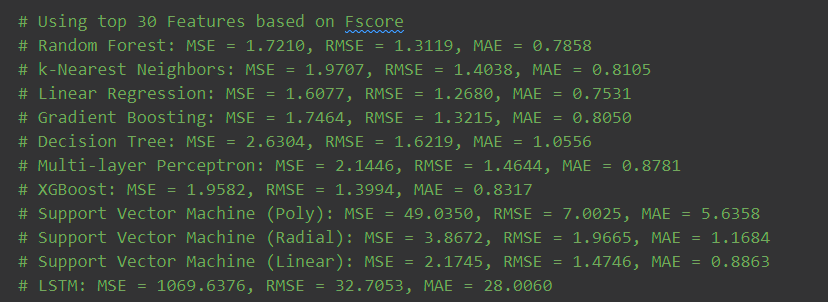 # Using top 30 Features based on Fscore
# Random Forest: MSE = 1.7210, RMSE = 1.3119, MAE = 0.7858
# k-Nearest Neighbors: MSE = 1.9707, RMSE = 1.4038, MAE = 0.8105
# Linear Regression: MSE = 1.6077, RMSE = 1.2680, MAE = 0.7531
# Gradient Boosting: MSE = 1.7464, RMSE = 1.3215, MAE = 0.8050
# Decision Tree: MSE = 2.6304, RMSE = 1.6219, MAE = 1.0556
# Multi-layer Perceptron: MSE = 2.1446, RMSE = 1.4644, MAE = 0.8781
# XGBoost: MSE = 1.9582, RMSE = 1.3994, MAE = 0.8317
# Support Vector Machine (Poly): MSE = 49.0350, RMSE = 7.0025, MAE = 5.6358
# Support Vector Machine (Radial): MSE = 3.8672, RMSE = 1.9665, MAE = 1.1684
# Support Vector Machine (Linear): MSE = 2.1745, RMSE = 1.4746, MAE = 0.8863
# LSTM: MSE = 1069.6376, RMSE = 32.7053, MAE = 28.0060